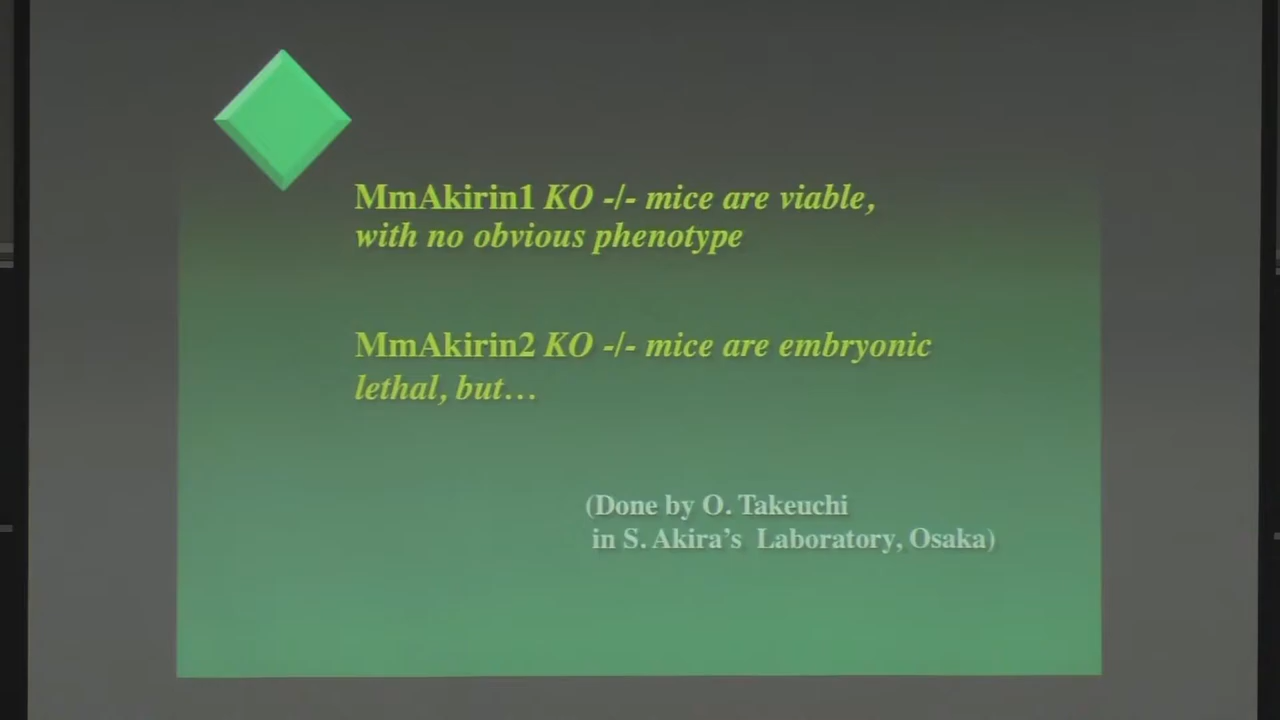 MmAkirin1 KO -/- mice are viable,
with no obvious phenotype
MmAkirin2 KO -/- mice are embryonic
lethal, but…
(Done by O. Takeuchi
in S. Akira’s Laboratory, Osaka)